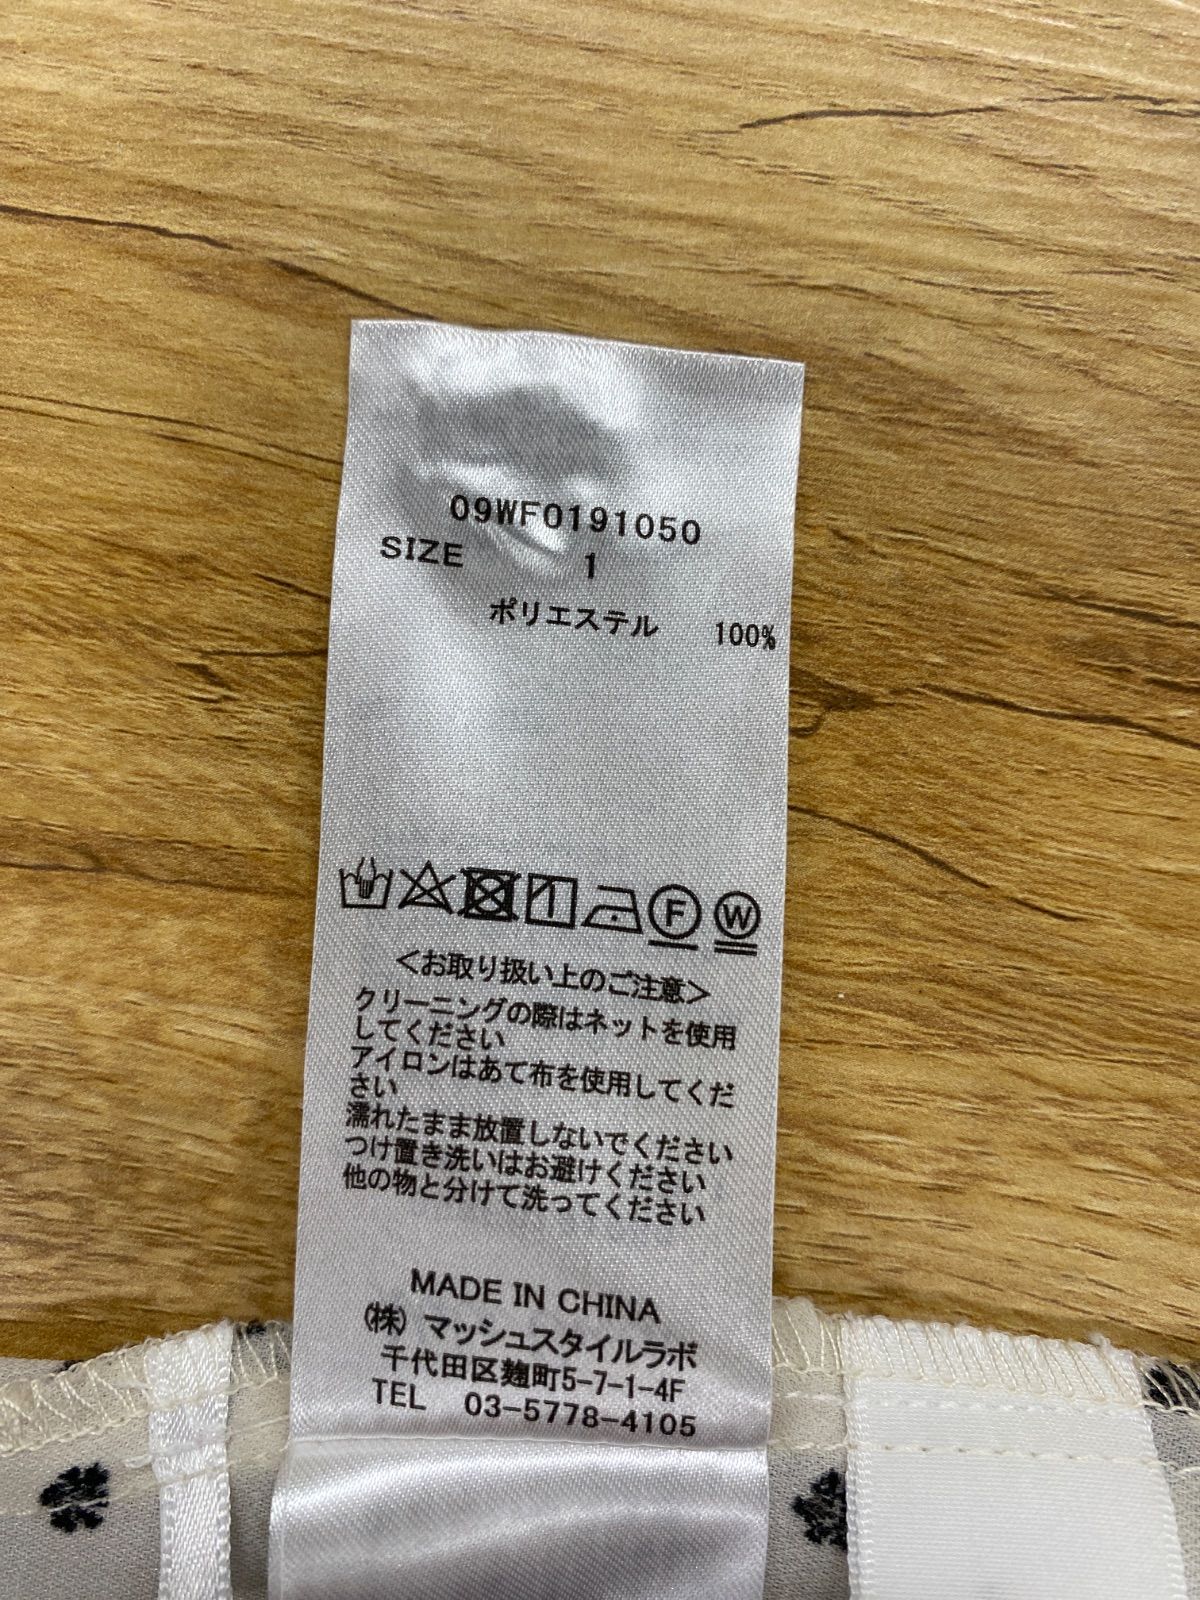 09WF0191050
SIZE 1
ポリエステル 100%
F W
＜お取り扱い上のご注意＞
クリーニングの際はネットを使用
してください
アイロンはあて布を使用してくだ
さい
濡れたまま放置しないでください
つけ置き洗いはお避けください
他の物と分けて洗ってください
MADE IN CHINA
(株) マッシュスタイルラボ
千代田区麹町5-7-1-4F
TEL 03-5778-4105